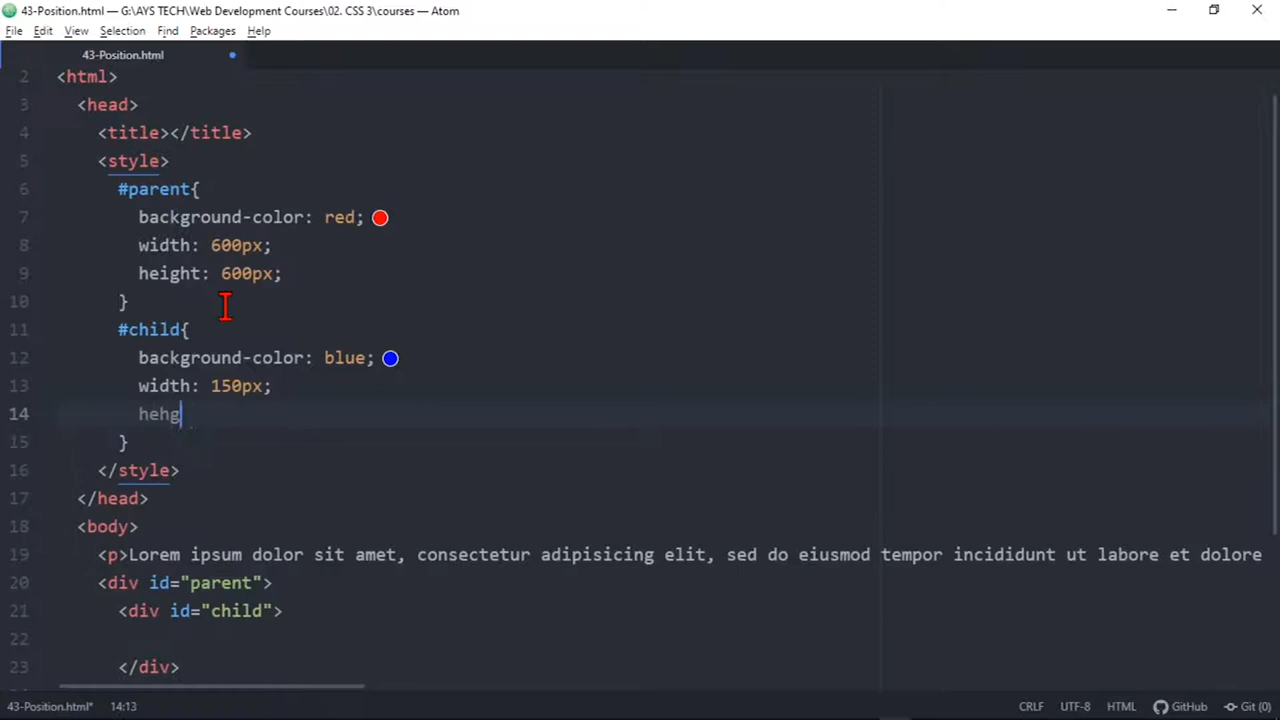 43-Position.html — G:\AYS TECH\Web Development Courses\02. CSS 3\courses — Atom
File Edit View Selection Find Packages Help
43-Position.html
2 <html>
3 <head>
4 <title></title>
5 <style>
6 #parent{
7 background-color: red;
8 width: 600px;
9 height: 600px;
10 }
11 #child{
12 background-color: blue;
13 width: 150px;
14 hehg
15 }
16 </style>
17 </head>
18 <body>
19 <p>Lorem ipsum dolor sit amet, consectetur adipisicing elit, sed do eiusmod tempor incididunt ut labore et dolore
20 <div id="parent">
21 <div id="child">
22
23 </div>
43-Position.html* 14:13 CRLF UTF-8 HTML GitHub Git (0)